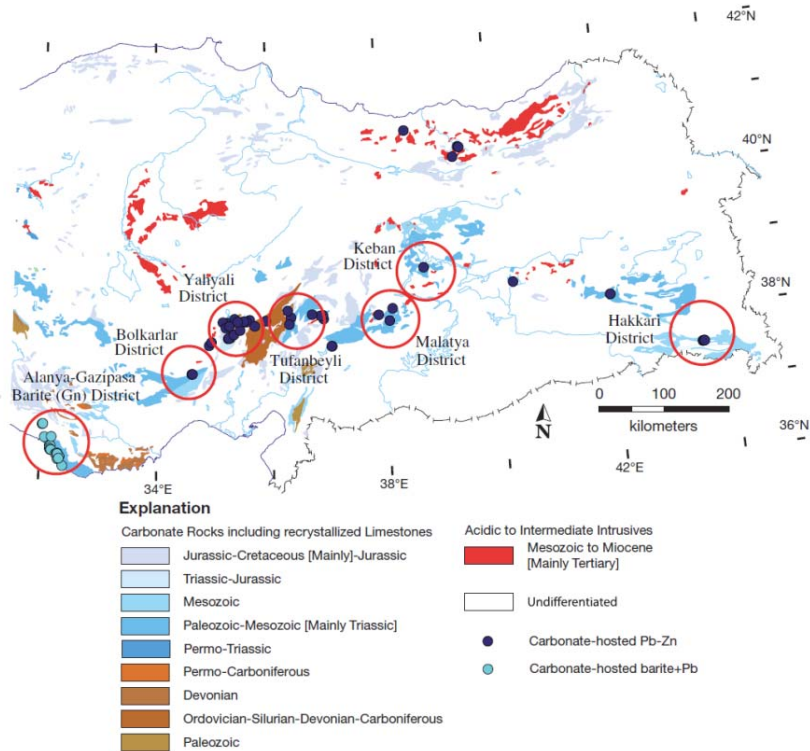 42°N
40°N
Keban
District
Yahyali
District
38°N
Hakkari
District
Bolkarlar
District
Malatya
District
Tufanbeyli
District
Alanya-Gazipasa
Barite (Gn) District
0 100 200
kilometers
N
36°N
34°E
38°E
42°E
Explanation
Carbonate Rocks including recrystallized Limestones
Jurassic-Cretaceous [Mainly]-Jurassic
Triassic-Jurassic
Mesozoic
Paleozoic-Mesozoic [Mainly Triassic]
Permo-Triassic
Permo-Carboniferous
Devonian
Ordovician-Silurian-Devonian-Carboniferous
Paleozoic
Acidic to Intermediate Intrusives
Mesozoic to Miocene
[Mainly Tertiary]
Undifferentiated
Carbonate-hosted Pb-Zn
Carbonate-hosted barite+Pb